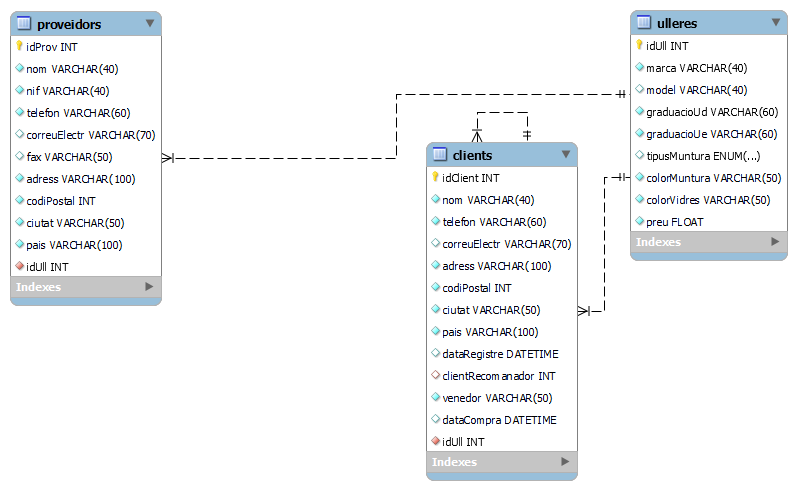 proveidors
idProv INT
nom VARCHAR(40)
nif VARCHAR(40)
telefon VARCHAR(60)
correuElectr VARCHAR(70)
fax VARCHAR(50)
adress VARCHAR(100)
codiPostal INT
ciutat VARCHAR(50)
pais VARCHAR(100)
idUll INT
Indexes
clients
idClient INT
nom VARCHAR(40)
telefon VARCHAR(60)
correuElectr VARCHAR(70)
adress VARCHAR(100)
codiPostal INT
ciutat VARCHAR(50)
pais VARCHAR(100)
dataRegistre DATETIME
clientRecomanador INT
venedor VARCHAR(50)
dataCompra DATETIME
idUll INT
Indexes
ulleres
idUll INT
marca VARCHAR(40)
model VARCHAR(40)
graduacioUd VARCHAR(60)
graduacioUe VARCHAR(60)
tipusMuntura ENUM(...)
colorMuntura VARCHAR(50)
colorVidres VARCHAR(50)
preu FLOAT
Indexes